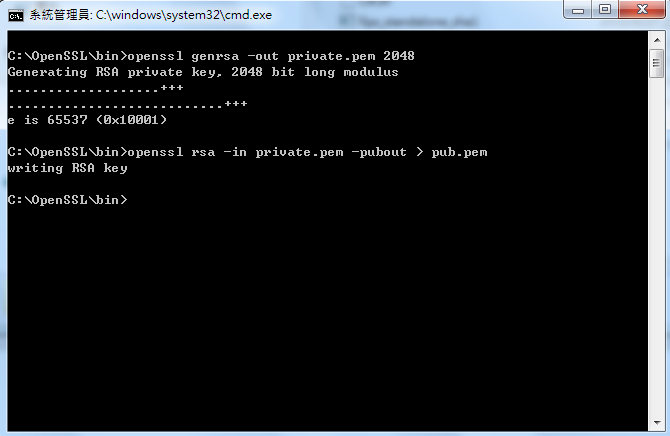 系統管理員: C:\windows\system32\cmd.exe
C:\OpenSSL\bin>openssl genrsa -out private.pem 2048
Generating RSA private key, 2048 bit long modulus
...................+++
...........................+++
e is 65537 (0x10001)
C:\OpenSSL\bin>openssl rsa -in private.pem -pubout > pub.pem
writing RSA key
C:\OpenSSL\bin>